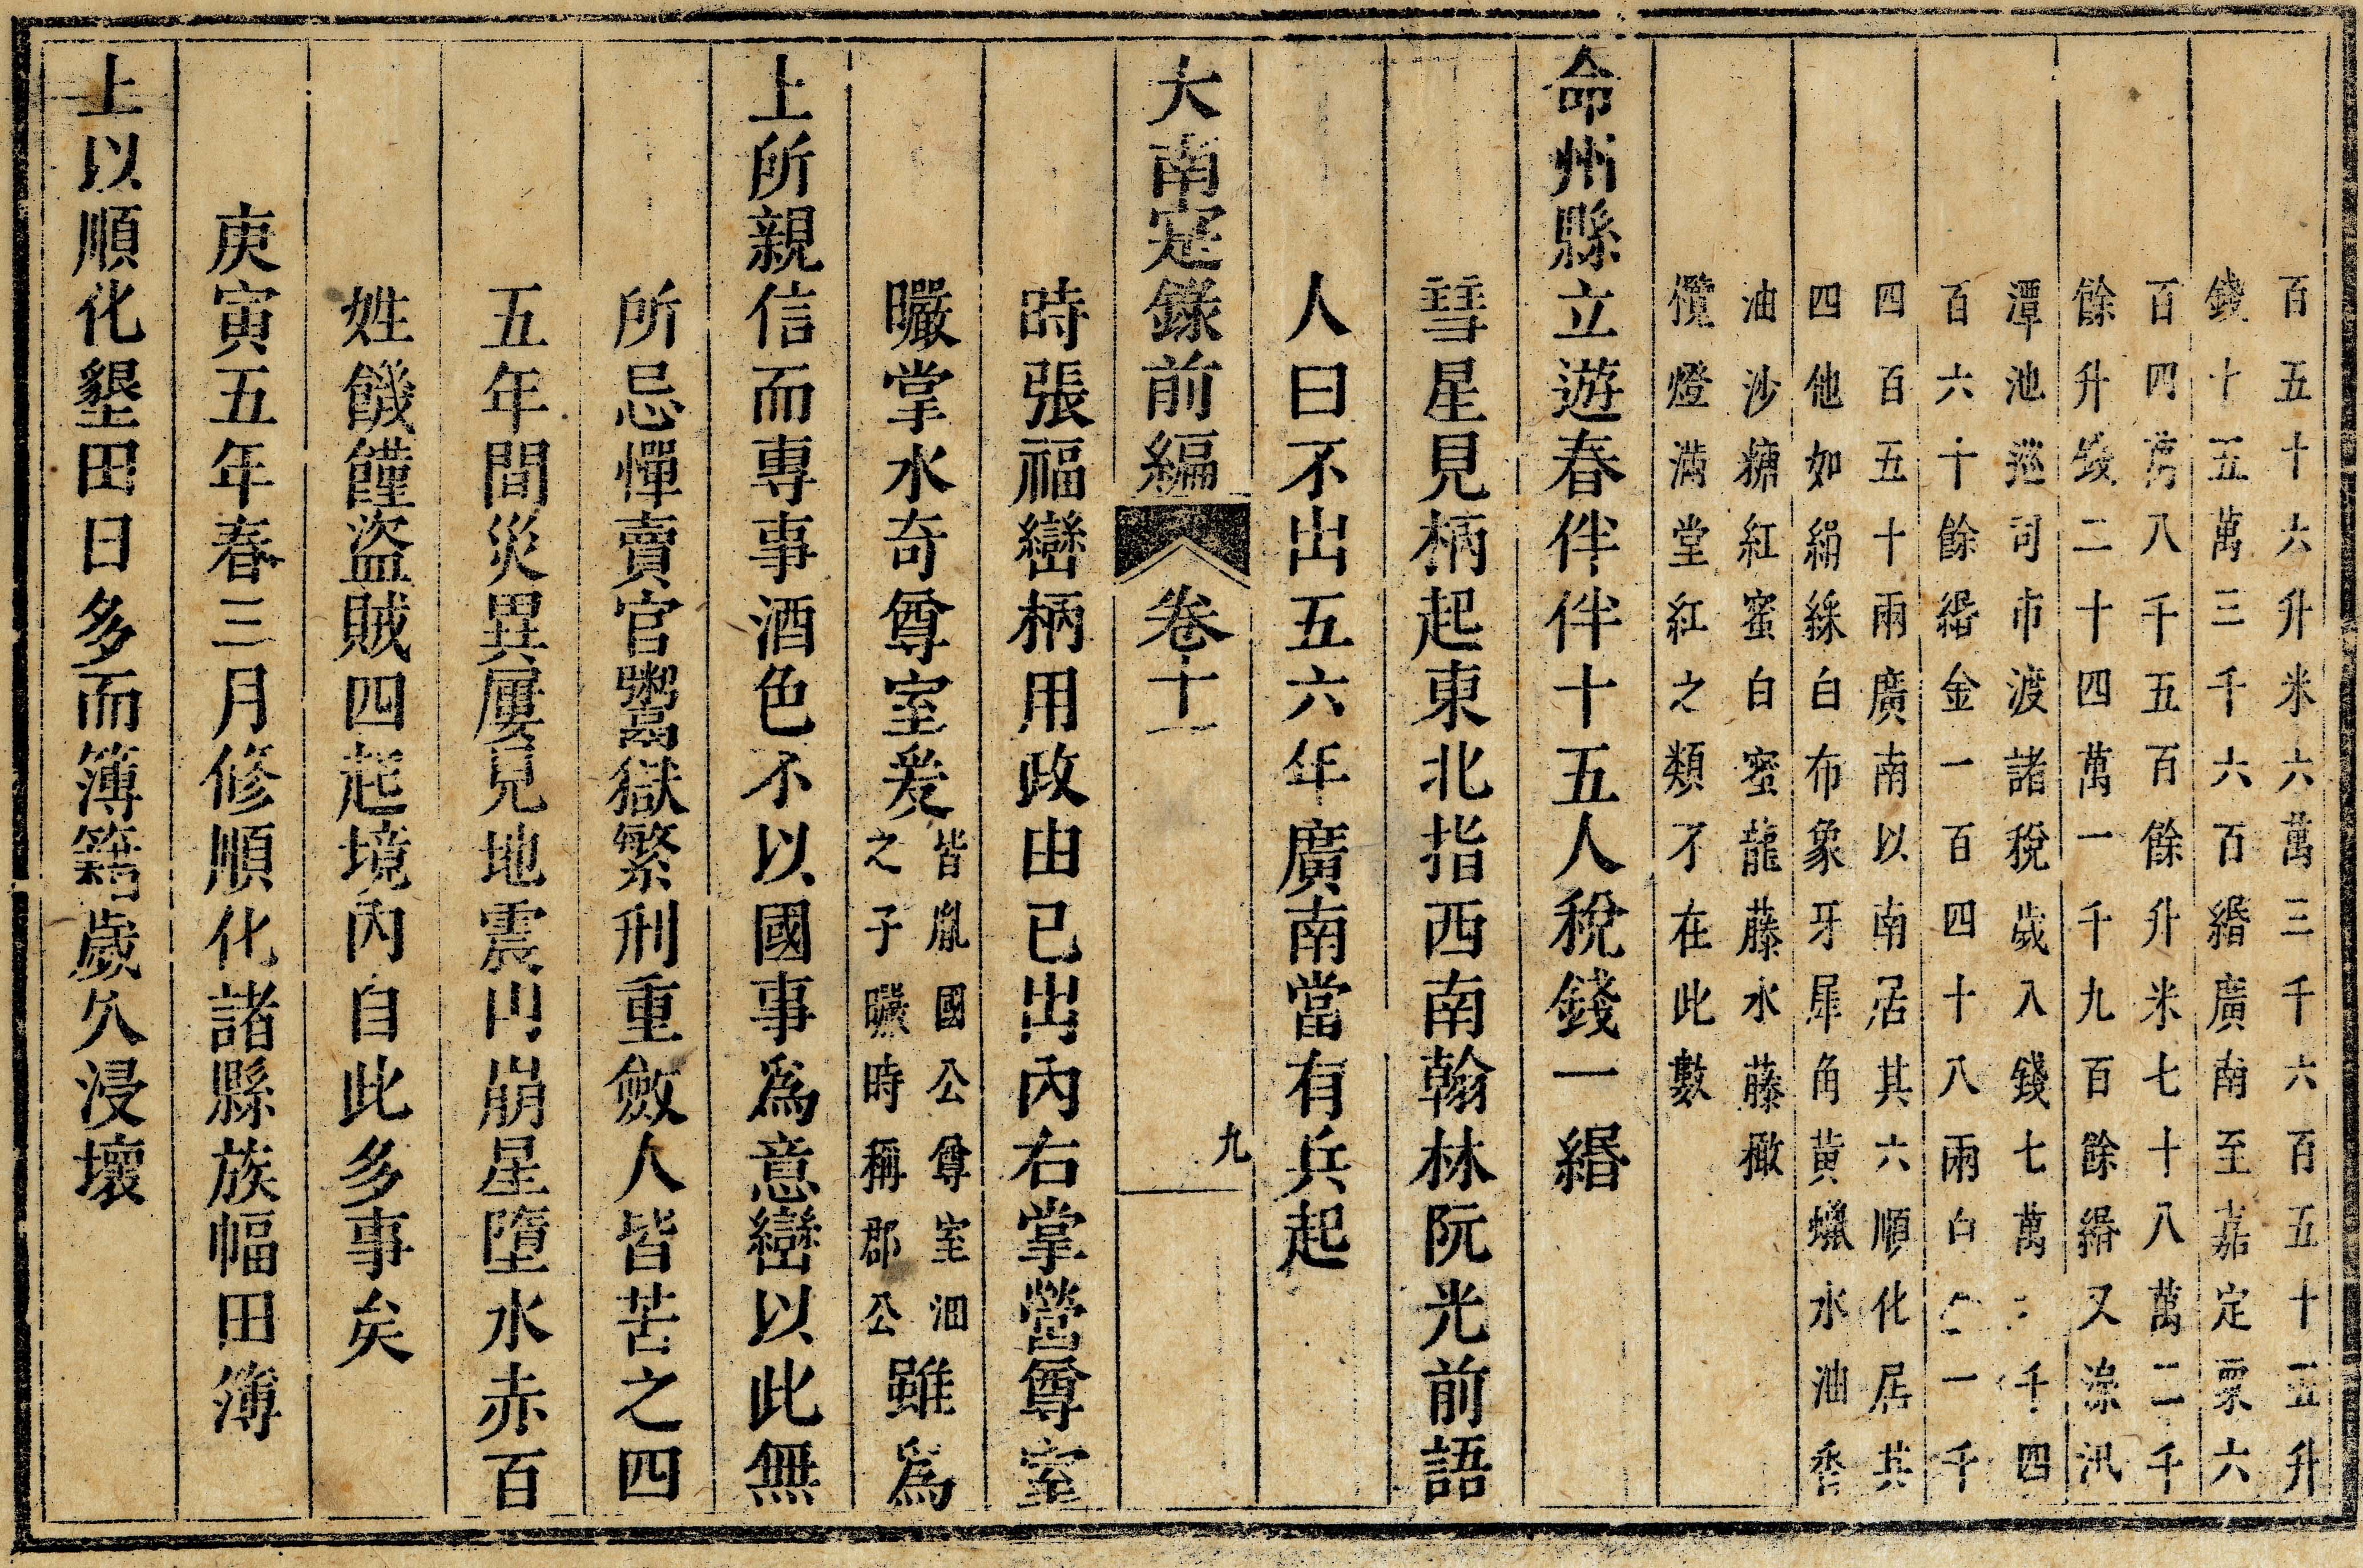 百五十六升米六萬三千六百五十五升
錢十五萬三千六百緡廣南至嘉定粟六
百四萬八千五百餘升米七十八萬二千
餘升錢二十四萬一千九百餘緡又源汛
潭池巡司市渡諸稅歲入錢七萬千四
百六十餘緡金一百四十八兩白一千
四百五十兩廣南以南居其六順化居其
四他如絹綵白布象牙犀角黄蠟水油香
油沙糖紅蜜白蜜龍藤水藤橄
欖燈滿堂紅之類不在此數
命州縣立遊春伴伴十五人稅錢一緡
彗星見柄起東北指西南翰林阮光前語
人曰不出五六年廣南當有兵起
大南寔錄前編 卷十一 九
時張福巒柄用政由已出內右掌營尊室
曮掌水奇尊室爰
皆胤國公尊室沺
之子曮時稱郡公
雖爲
上所親信而專事酒色不以國事爲意巒以此無
所忌憚賣官鬻獄繁刑重斂人皆苦之四
五年間災異屢見地震山崩星墮水赤百
姓饑饉盗賊四起境內自此多事矣
庚寅五年春三月修順化諸縣族幅田簿
上以順化墾田日多而簿籍歲久浸壞